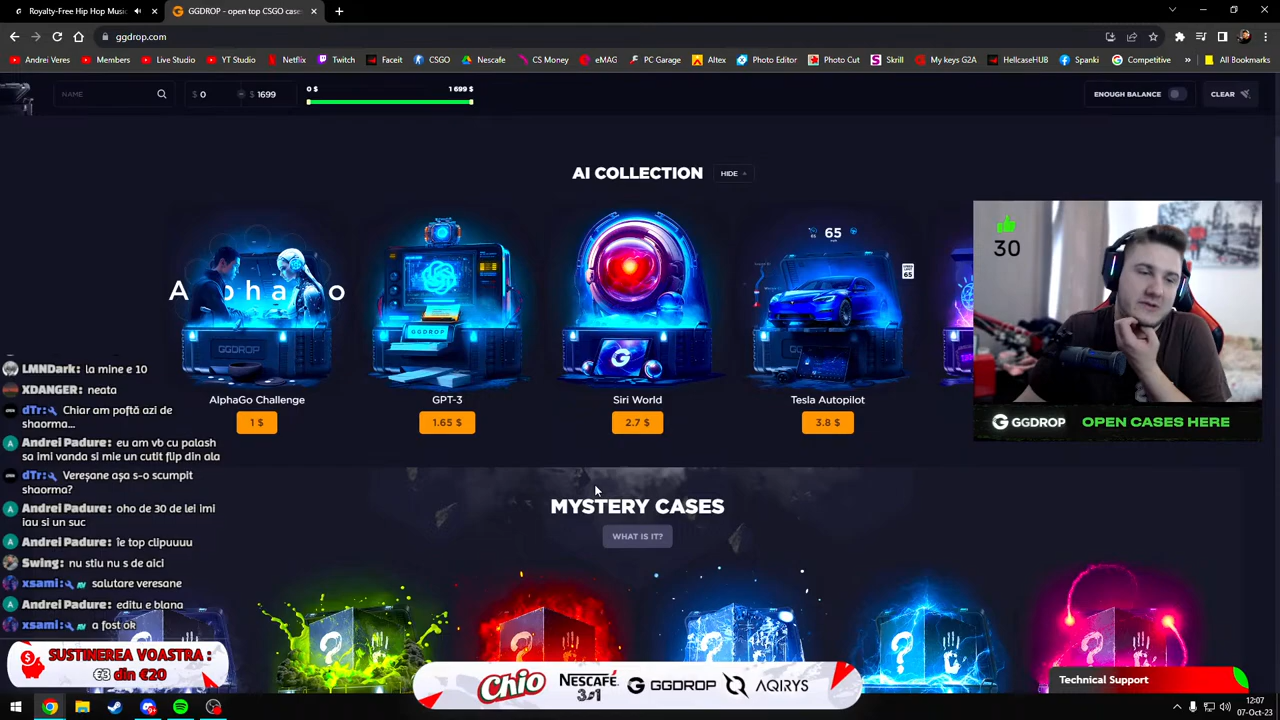 Royalty-Free Hip Hop Music
GGDROP - open top CSGO case
ggdrop.com
Andrei Veres
Members
Live Studio
YT Studio
Netflix
Twitch
Faceit
CSGO
Nescafe
CS Money
eMAG
PC Garage
Altex
Photo Editor
Photo Cut
Skrill
My keys G2A
HellcaseHUB
Spanki
Competitive
»
All Bookmarks
NAME
$ 0
$ 1699
0 $
1 699 $
ENOUGH BALANCE
CLEAR
AI COLLECTION
HIDE
AlphaGo
GGDROP
AlphaGo Challenge
1 $
GGDROP
GPT-3
1.65 $
Siri World
2.7 $
65
65
Tesla Autopilot
3.8 $
30
GGDROP
OPEN CASES HERE
LMNDark: la mine e 10
XDANGER: neata
dTr: Chiar am poftă azi de
shaorma...
Andrei Padure: eu am vb cu palash
sa imi vanda si mie un cutit flip din ala
dTr: Vereșane așa s-o scumpit
shaorma?
Andrei Padure: oho de 30 de lei imi
iau si un suc
Andrei Padure: îe top clipuuuu
Swing: nu stiu nu s de aici
xsami: salutare veresane
Andrei Padure: editu e blana
xsami: a fost ok
MYSTERY CASES
WHAT IS IT?
SUSTINEREA VOASTRA :
€3 din €20
Chio
NESCAFÉ
3in1
GGDROP
AQIRYS
Technical Support
12:07
07-Oct-23